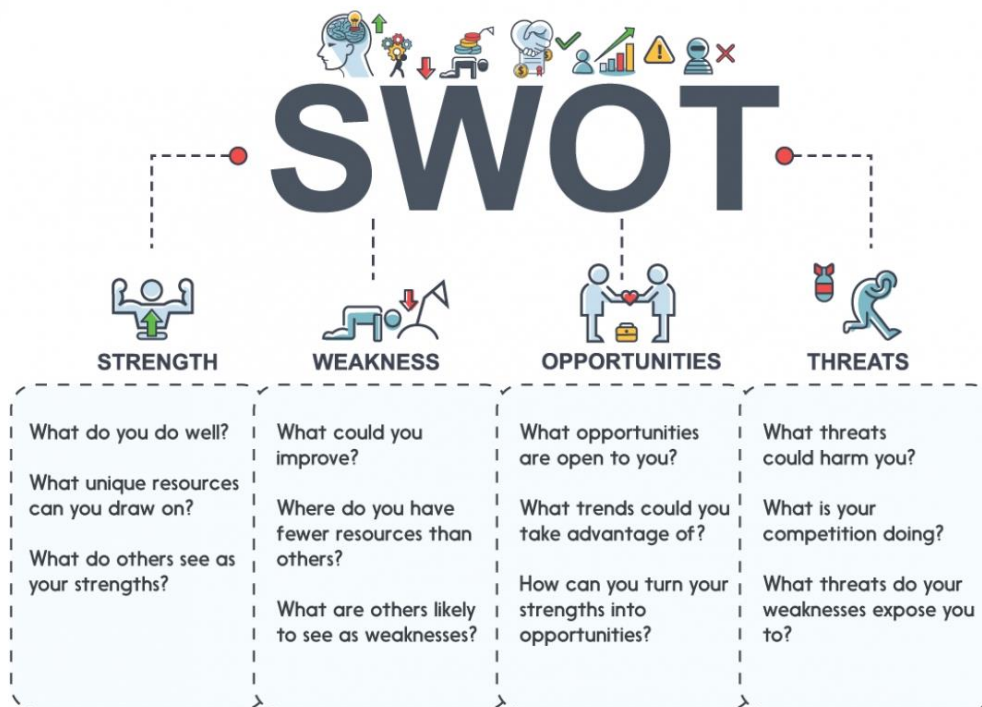 SWOT
STRENGTH
What do you do well?
What unique resources
can you draw on?
What do others see as
your strengths?
WEAKNESS
What could you
improve?
Where do you have
fewer resources than
others?
What are others likely
to see as weaknesses?
OPPORTUNITIES
What opportunities
are open to you?
What trends could you
take advantage of?
How can you turn your
strengths into
opportunities?
THREATS
What threats
could harm you?
What is your
competition doing?
What threats do your
weaknesses expose you
to?